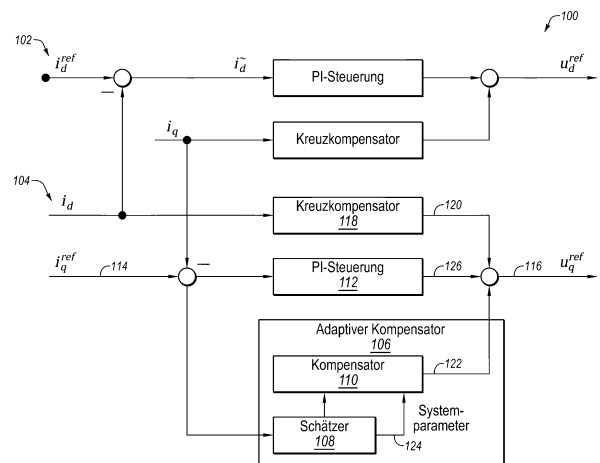 100
102
i_d^ref
ĩ_d
PI-Steuerung
u_d^ref
i_q
Kreuzkompensator
104
i_d
Kreuzkompensator
118
120
i_q^ref
114
PI-Steuerung
112
126
116
u_q^ref
Adaptiver Kompensator
106
Kompensator
110
122
System-
parameter
Schätzer
108
124